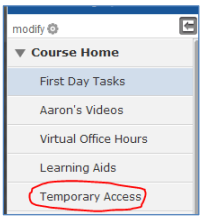 modify
Course Home
First Day Tasks
Aaron's Videos
Virtual Office Hours
Learning Aids
Temporary Access